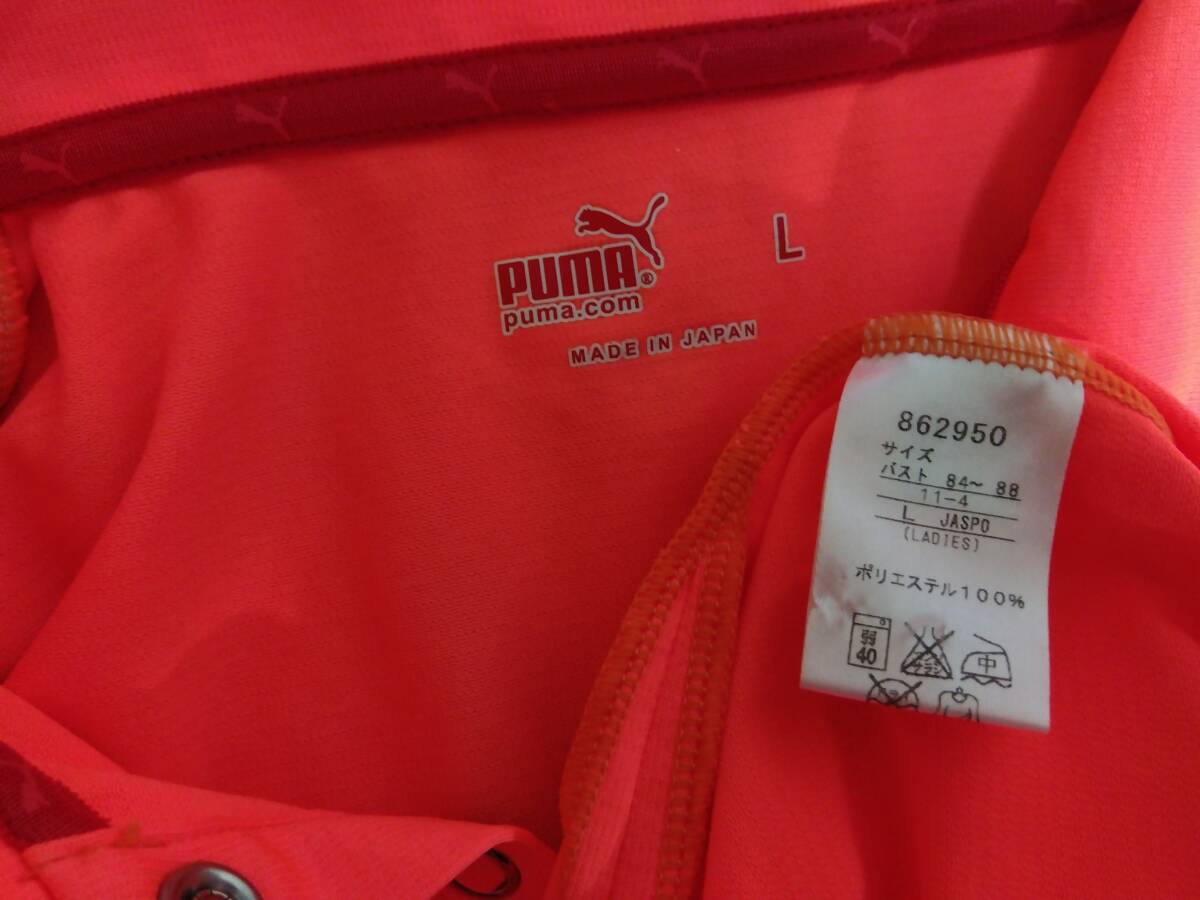 PUMA®
puma.com
L
MADE IN JAPAN
862950
サイズ
バスト 84~ 88
11-4
L JASPO
(LADIES)
ポリエステル100%
弱
40
中